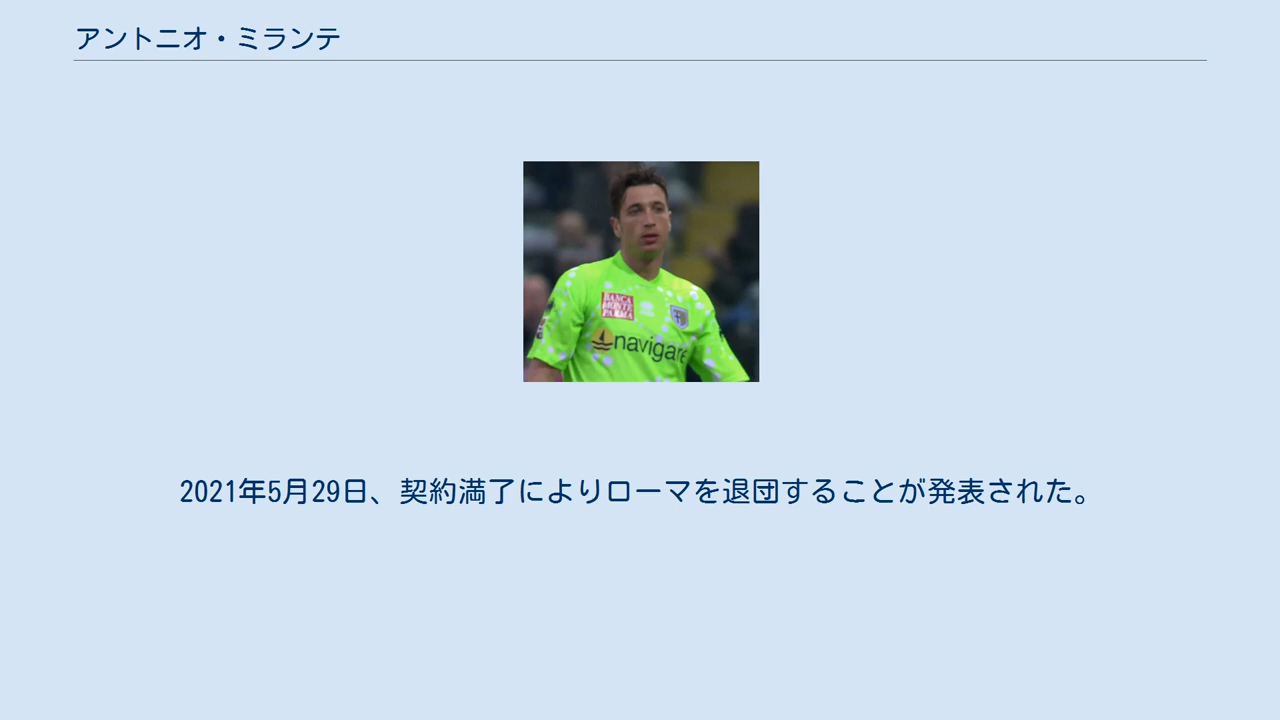 アントニオ・ミランテ
BANCA
MONTE
PARMA
navigare
2021年5月29日、契約満了によりローマを退団することが発表された。